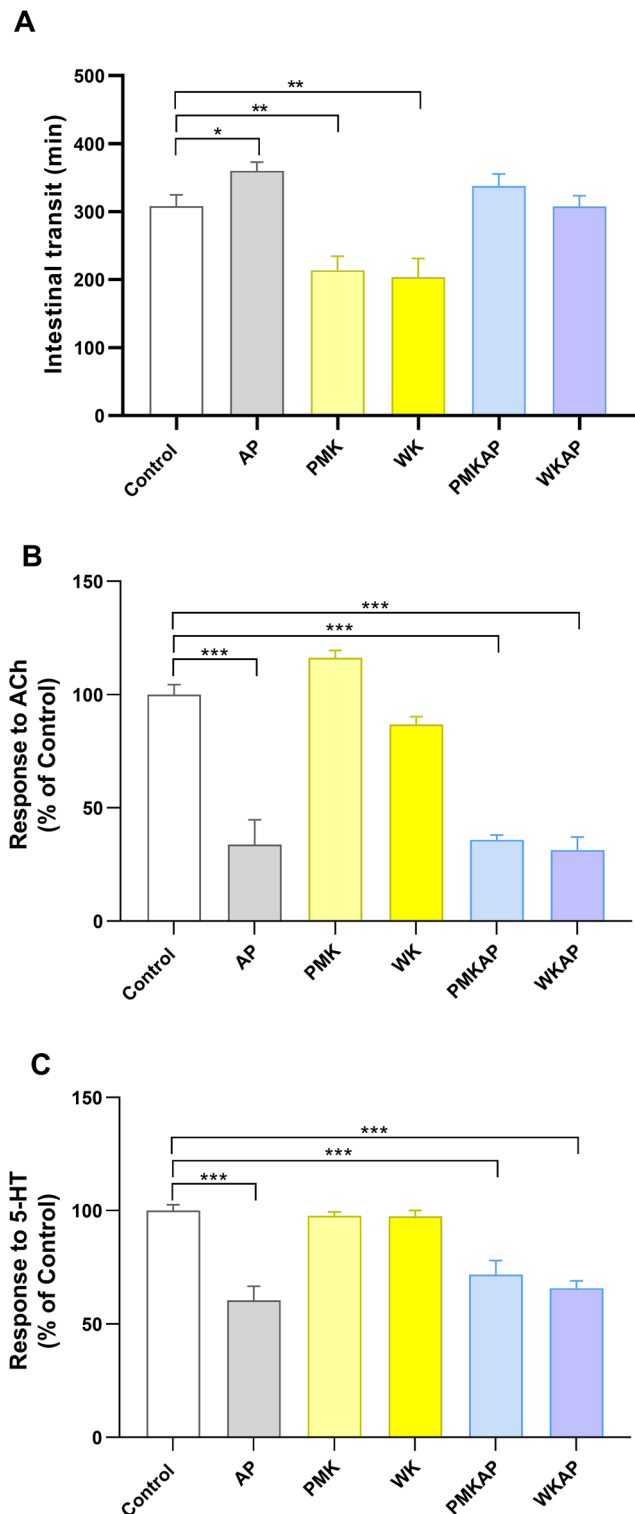 A
Intestinal transit (min)
500
400
300
200
100
0
**
**
*
Control
AP
PMK
WK
PMKAP
WKAP
B
Response to ACh
(% of Control)
150
100
50
0
***
***
***
Control
AP
PMK
WK
PMKAP
WKAP
C
Response to 5-HT
(% of Control)
150
100
50
0
***
***
***
Control
AP
PMK
WK
PMKAP
WKAP